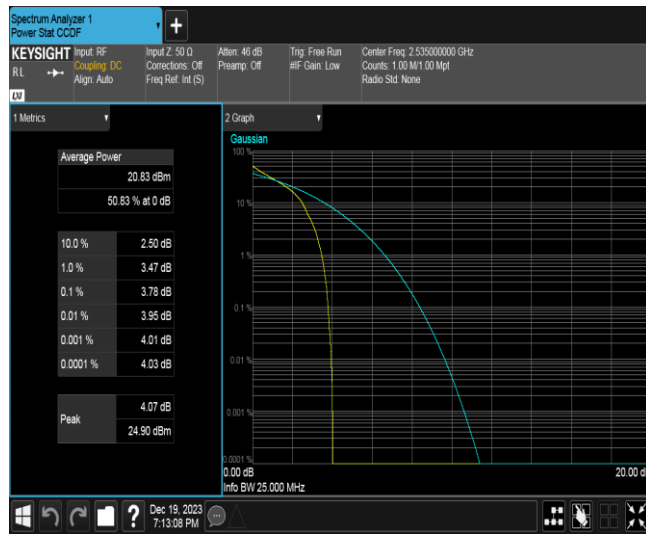 Spectrum Analyzer 1
Power Stat CCDF
+
KEYSIGHT
RL
LXI
Input: RF
Coupling: DC
Align: Auto
Input Z: 50 Ω
Corrections: Off
Freq Ref: Int (S)
Atten: 46 dB
Preamp: Off
Trig: Free Run
#IF Gain: Low
Center Freq: 2.535000000 GHz
Counts: 1.00 M/1.00 Mpt
Radio Std: None
1 Metrics
Average Power
20.83 dBm
50.83 % at 0 dB
10.0 % 2.50 dB
1.0 % 3.47 dB
0.1 % 3.78 dB
0.01 % 3.95 dB
0.001 % 4.01 dB
0.0001 % 4.03 dB
Peak
4.07 dB
24.90 dBm
2 Graph
Gaussian
100 %
10 %
1 %
0.1 %
0.01 %
0.001 %
0.0001 %
0.00 dB 20.00 d
Info BW 25.000 MHz
?
Dec 19, 2023
7:13:08 PM